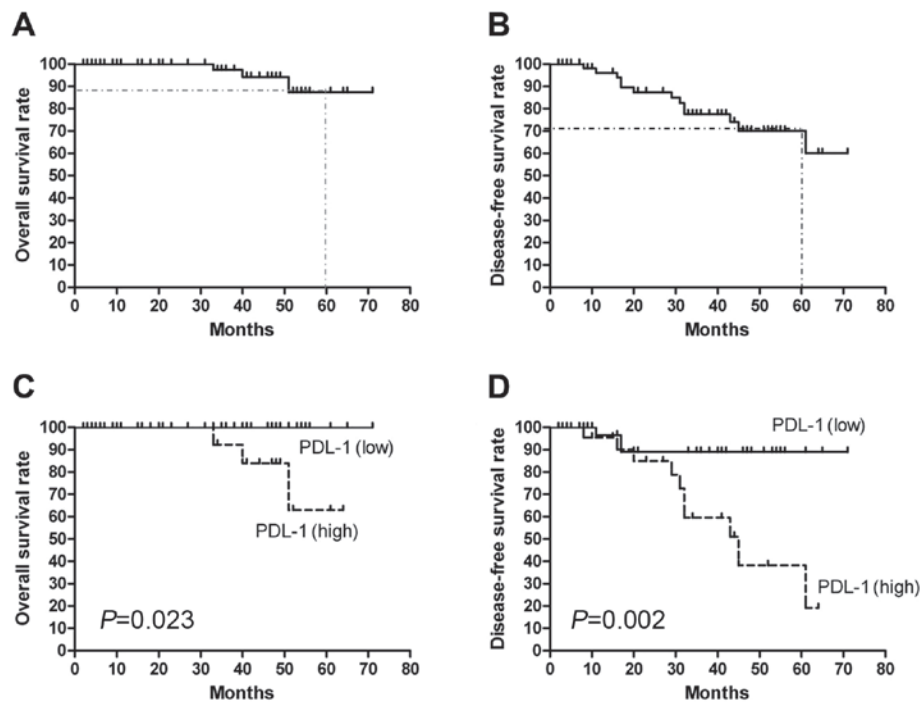 A
Overall survival rate
100
90
80
70
60
50
40
30
20
10
0
0 10 20 30 40 50 60 70 80
Months
B
Disease-free survival rate
100
90
80
70
60
50
40
30
20
10
0
0 10 20 30 40 50 60 70 80
Months
C
Overall survival rate
100
90
80
70
60
50
40
30
20
10
0
PDL-1 (low)
PDL-1 (high)
P=0.023
0 10 20 30 40 50 60 70 80
Months
D
Disease-free survival rate
100
90
80
70
60
50
40
30
20
10
0
PDL-1 (low)
PDL-1 (high)
P=0.002
0 10 20 30 40 50 60 70 80
Months